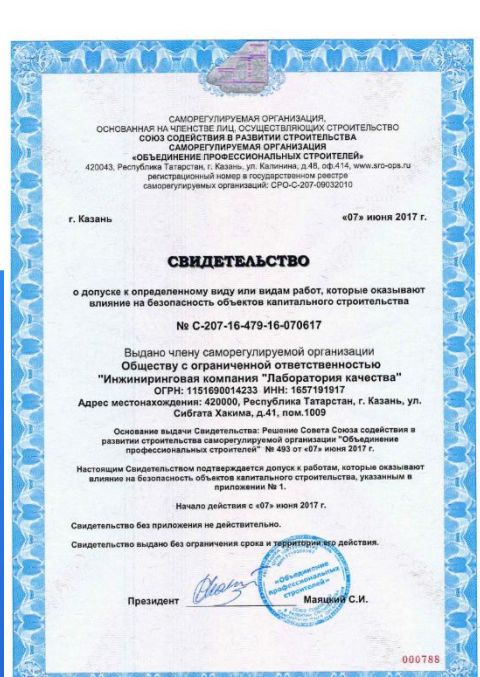 САМОРЕГУЛИРУЕМАЯ ОРГАНИЗАЦИЯ,
ОСНОВАННАЯ НА ЧЛЕНСТВЕ ЛИЦ, ОСУЩЕСТВЛЯЮЩИХ СТРОИТЕЛЬСТВО
СОЮЗ СОДЕЙСТВИЯ В РАЗВИТИИ СТРОИТЕЛЬСТВА
САМОРЕГУЛИРУЕМАЯ ОРГАНИЗАЦИЯ
«ОБЪЕДИНЕНИЕ ПРОФЕССИОНАЛЬНЫХ СТРОИТЕЛЕЙ»
420043, Республика Татарстан, г. Казань, ул. Калинина, д.48, оф.414, www.sro-ops.ru
регистрационный номер в государственном реестре
саморегулируемых организаций: СРО-С-207-09032010
г. Казань «07» июня 2017 г.
СВИДЕТЕЛЬСТВО
о допуске к определенному виду или видам работ, которые оказывают
влияние на безопасность объектов капитального строительства
№ С-207-16-479-16-070617
Выдано члену саморегулируемой организации
Обществу с ограниченной ответственностью
"Инжиниринговая компания "Лаборатория качества"
ОГРН: 1151690014233 ИНН: 1657191917
Адрес местонахождения: 420000, Республика Татарстан, г. Казань, ул.
Сибгата Хакима, д.41, пом.1009
Основание выдачи Свидетельства: Решение Совета Союза содействия в
развитии строительства саморегулируемой организации "Объединение
профессиональных строителей" № 493 от «07» июня 2017 г.
Настоящим Свидетельством подтверждается допуск к работам, которые оказывают
влияние на безопасность объектов капитального строительства, указанным в
приложении № 1.
Начало действия с «07» июня 2017 г.
Свидетельство без приложения не действительно.
Свидетельство выдано без ограничения срока и территории его действия.
«Объединение
профессиональных
строителей»
Президент Маяцкий С.И.
000788